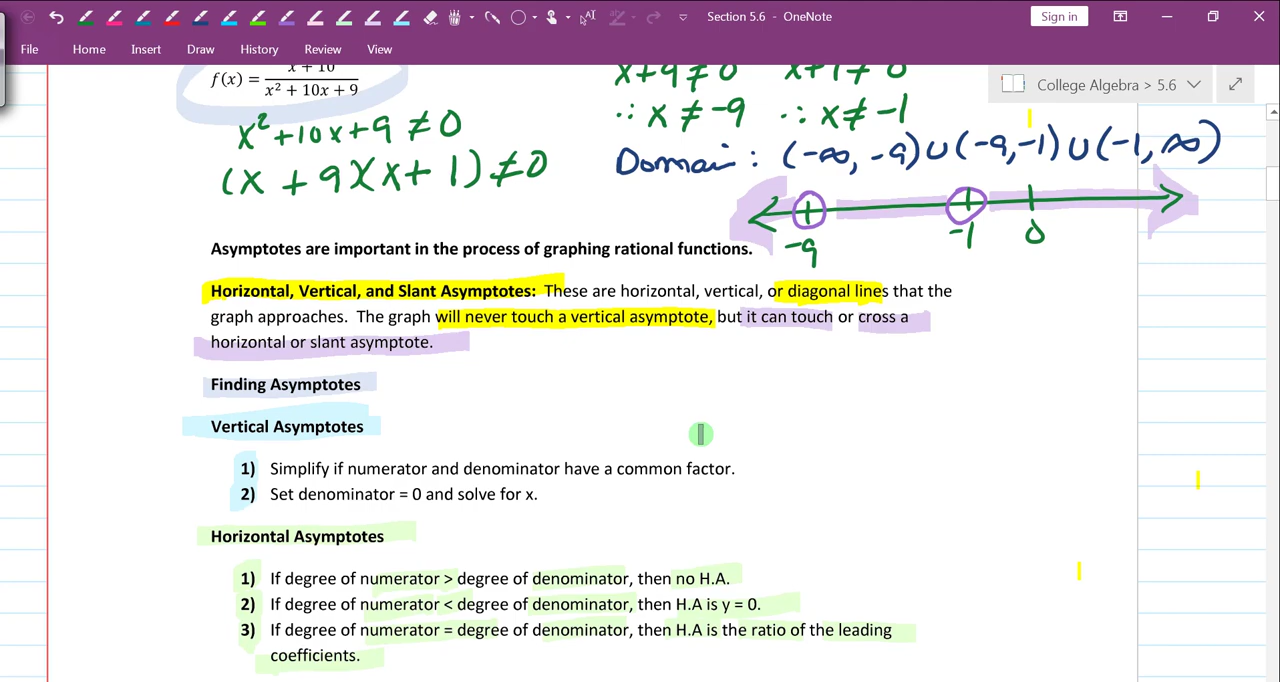 Section 5.6 - OneNote
Sign in
File Home Insert Draw History Review View
College Algebra > 5.6
x + 10
f(x) =
x² + 10x + 9
x+9≠0 x+1≠0
x²+10x+9 ≠0
∴ x ≠ -9 ∴ x≠ -1
(x + 9)(x+ 1) ≠0
Domain : (-∞, -9) ∪ (-9, -1) ∪ (-1, ∞)
-9 -1 0
Asymptotes are important in the process of graphing rational functions.
Horizontal, Vertical, and Slant Asymptotes: These are horizontal, vertical, or diagonal lines that the
graph approaches. The graph will never touch a vertical asymptote, but it can touch or cross a
horizontal or slant asymptote.
Finding Asymptotes
Vertical Asymptotes
1) Simplify if numerator and denominator have a common factor.
2) Set denominator = 0 and solve for x.
Horizontal Asymptotes
1) If degree of numerator > degree of denominator, then no H.A.
2) If degree of numerator < degree of denominator, then H.A is y = 0.
3) If degree of numerator = degree of denominator, then H.A is the ratio of the leading
coefficients.